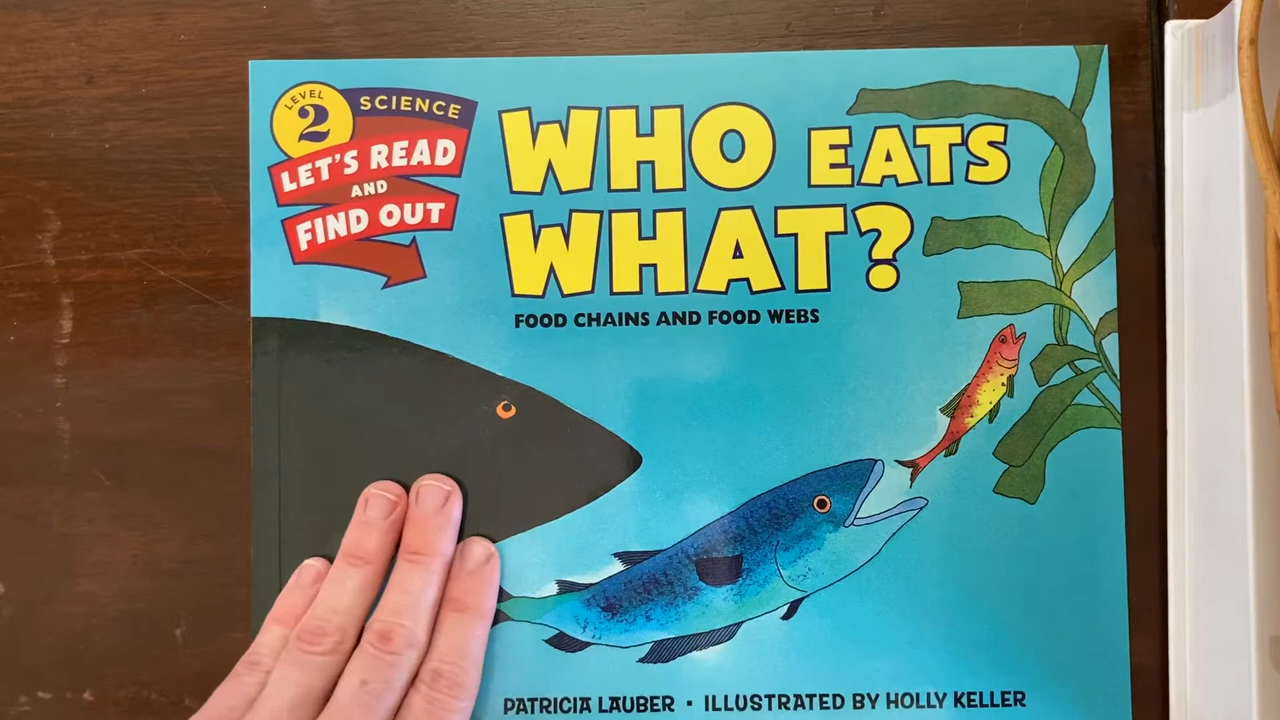 LEVEL
2
SCIENCE
LET'S READ
AND
FIND OUT
WHO EATS
WHAT?
FOOD CHAINS AND FOOD WEBS
PATRICIA LAUBER · ILLUSTRATED BY HOLLY KELLER